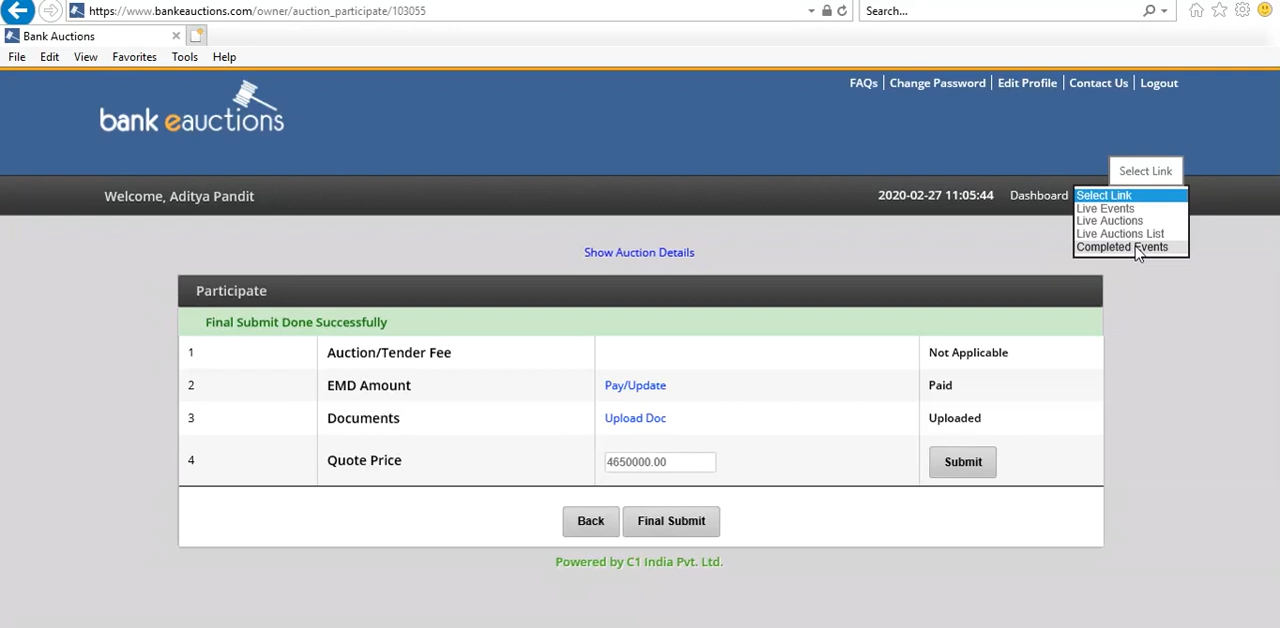 https://www.bankeauctions.com/owner/auction_participate/103055
Search...
Bank Auctions
File Edit View Favorites Tools Help
FAQs Change Password Edit Profile Contact Us Logout
bank eauctions
Select Link
Welcome, Aditya Pandit
2020-02-27 11:05:44 Dashboard
Select Link
Live Events
Live Auctions
Live Auctions List
Completed Events
Show Auction Details
Participate
Final Submit Done Successfully
1 Auction/Tender Fee Not Applicable
2 EMD Amount Pay/Update Paid
3 Documents Upload Doc Uploaded
4 Quote Price 4650000.00 Submit
Back Final Submit
Powered by C1 India Pvt. Ltd.